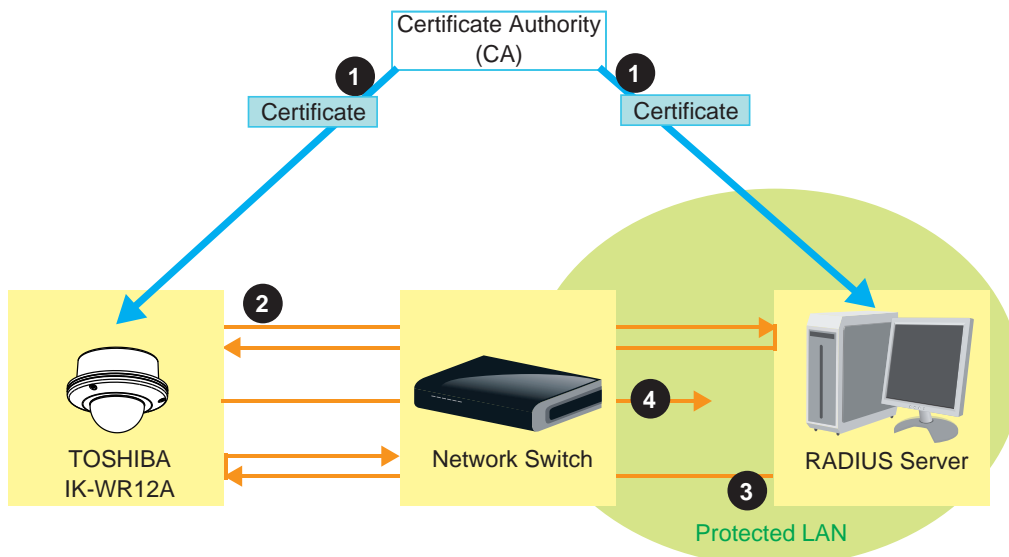 Certificate Authority
(CA)
1
1
Certificate
Certificate
2
4
TOSHIBA
IK-WR12A
Network Switch
RADIUS Server
3
Protected LAN